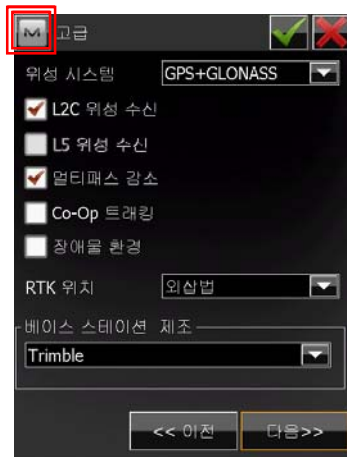 고급
위성 시스템 GPS+GLONASS
L2C 위성 수신
L5 위성 수신
멀티패스 감소
Co-Op 트래킹
장애물 환경
RTK 위치 외삽법
베이스 스테이션 제조
Trimble
<< 이전 다음>>